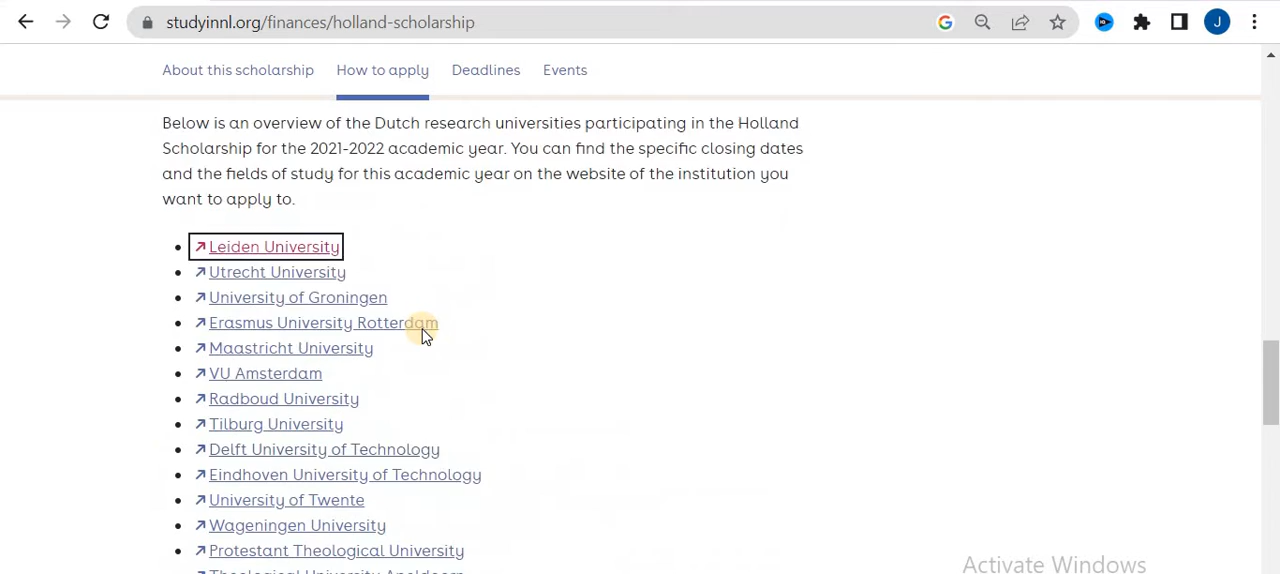 studyinnl.org/finances/holland-scholarship
J
About this scholarship How to apply Deadlines Events
Below is an overview of the Dutch research universities participating in the Holland
Scholarship for the 2021-2022 academic year. You can find the specific closing dates
and the fields of study for this academic year on the website of the institution you
want to apply to.
Leiden University
Utrecht University
University of Groningen
Erasmus University Rotterdam
Maastricht University
VU Amsterdam
Radboud University
Tilburg University
Delft University of Technology
Eindhoven University of Technology
University of Twente
Wageningen University
Protestant Theological University
Theological University Apeldoorn
Activate Windows